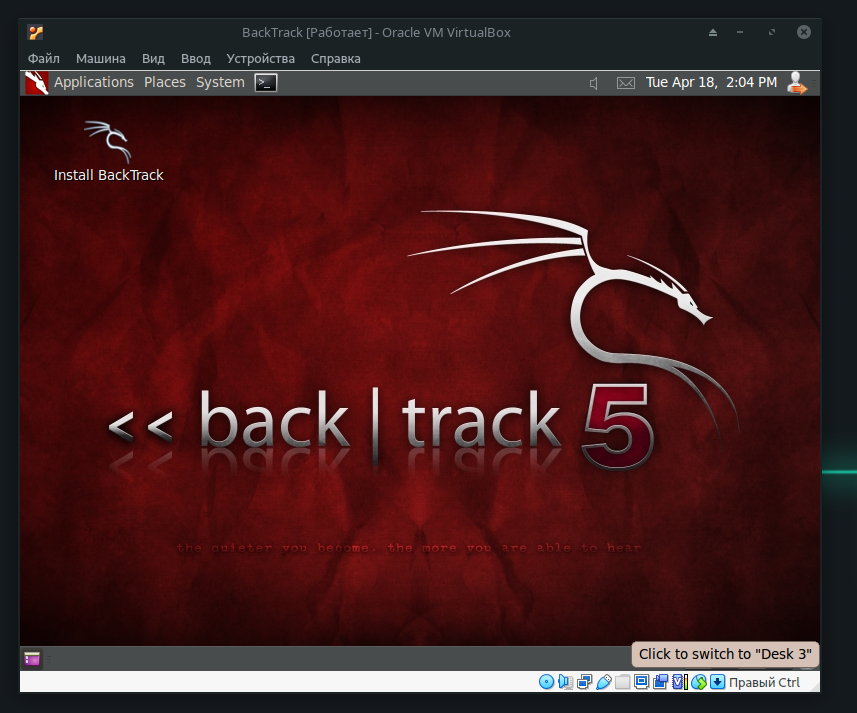 BackTrack [Работает] - Oracle VM VirtualBox
Файл Машина Вид Ввод Устройства Справка
Applications Places System >_ Tue Apr 18, 2:04 PM
Install BackTrack
<< back | track 5
the quieter you become, the more you are able to hear
Click to switch to "Desk 3"
Правый Ctrl